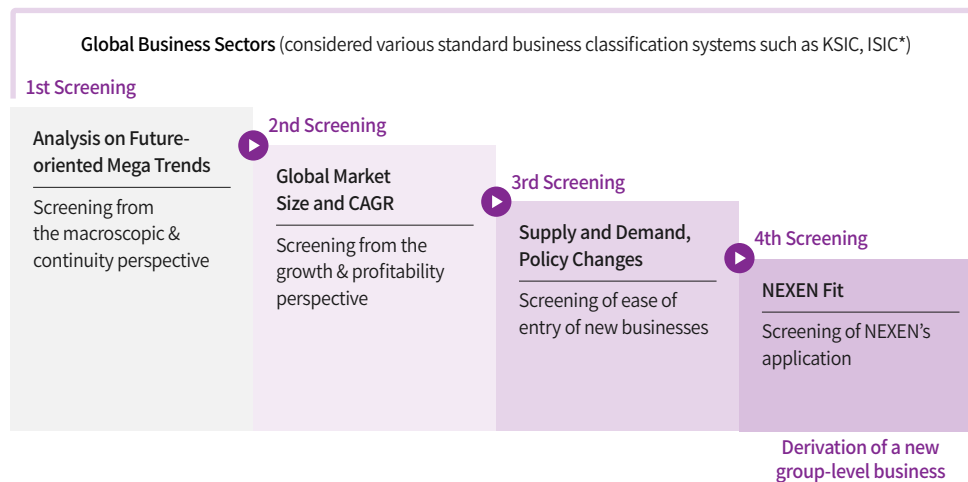 Global Business Sectors (considered various standard business classification systems such as KSIC, ISIC*)
1st Screening
Analysis on Future-
oriented Mega Trends
Screening from
the macroscopic &
continuity perspective
2nd Screening
Global Market
Size and CAGR
Screening from the
growth & profitability
perspective
3rd Screening
Supply and Demand,
Policy Changes
Screening of ease of
entry of new businesses
4th Screening
NEXEN Fit
Screening of NEXEN’s
application
Derivation of a new
group-level business